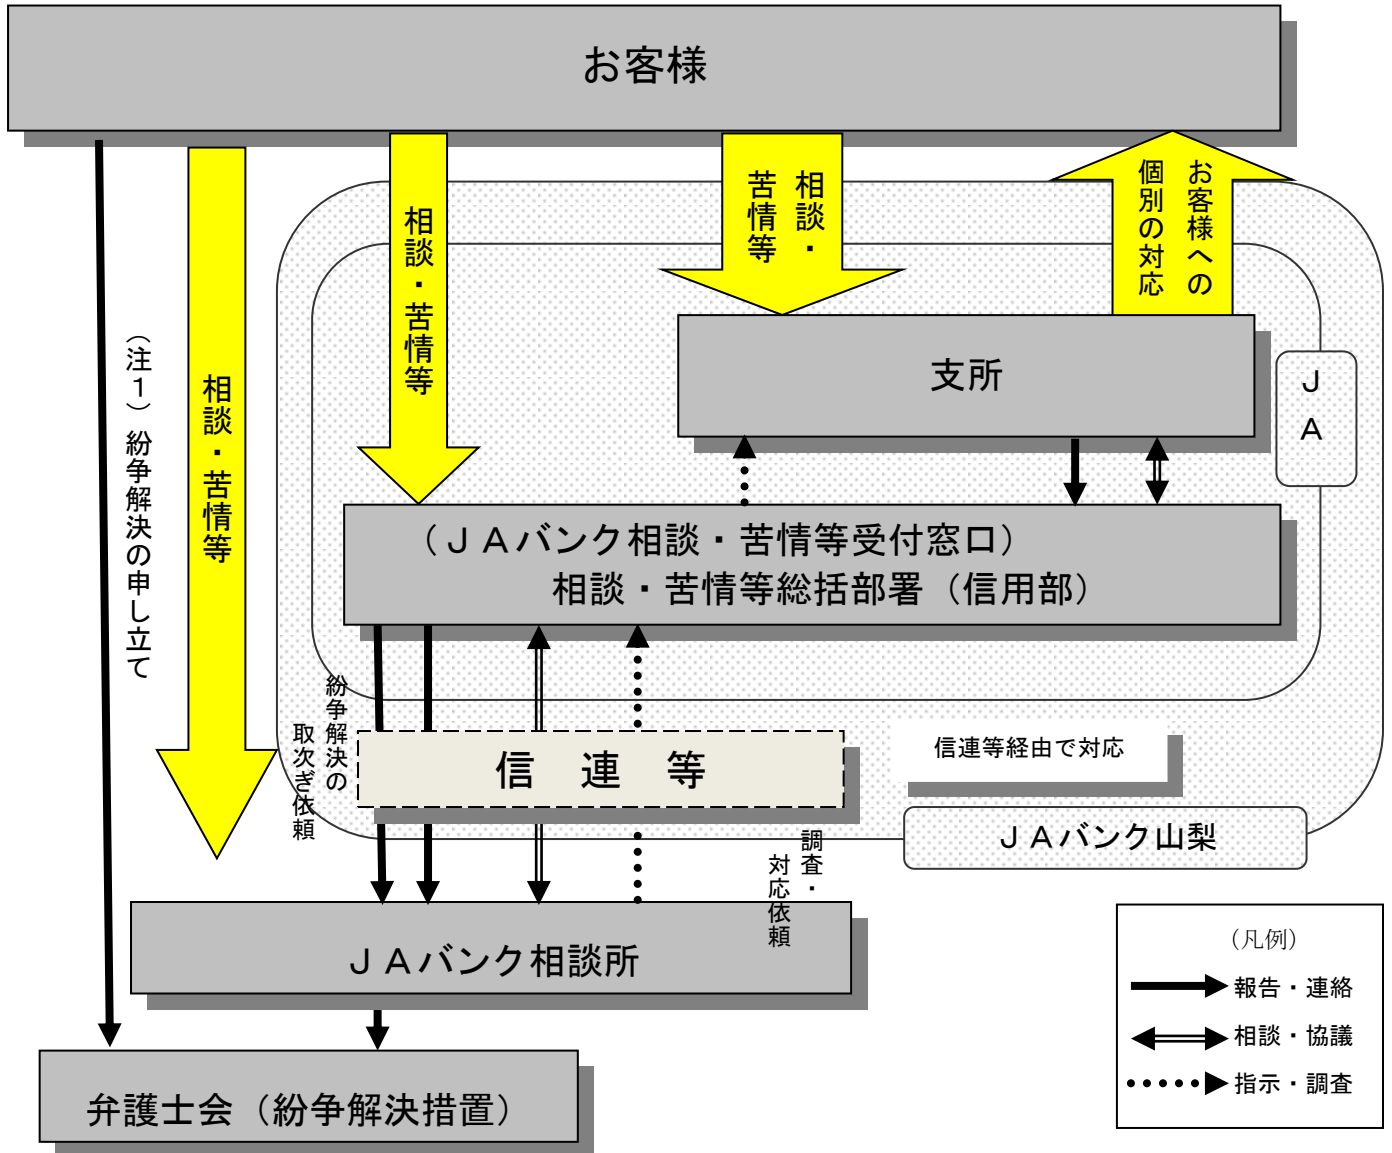 お客様
相談・
苦情等
お客様への
個別の対応
相談・苦情等
相談・苦情等
（注１）紛争解決の申し立て
支所
ＪＡ
（ＪＡバンク相談・苦情等受付窓口）
相談・苦情等総括部署（信用部）
紛争解決の
取次ぎ依頼
信　連　等
信連等経由で対応
ＪＡバンク山梨
調査・
対応依頼
ＪＡバンク相談所
弁護士会（紛争解決措置）
（凡例）
報告・連絡
相談・協議
指示・調査